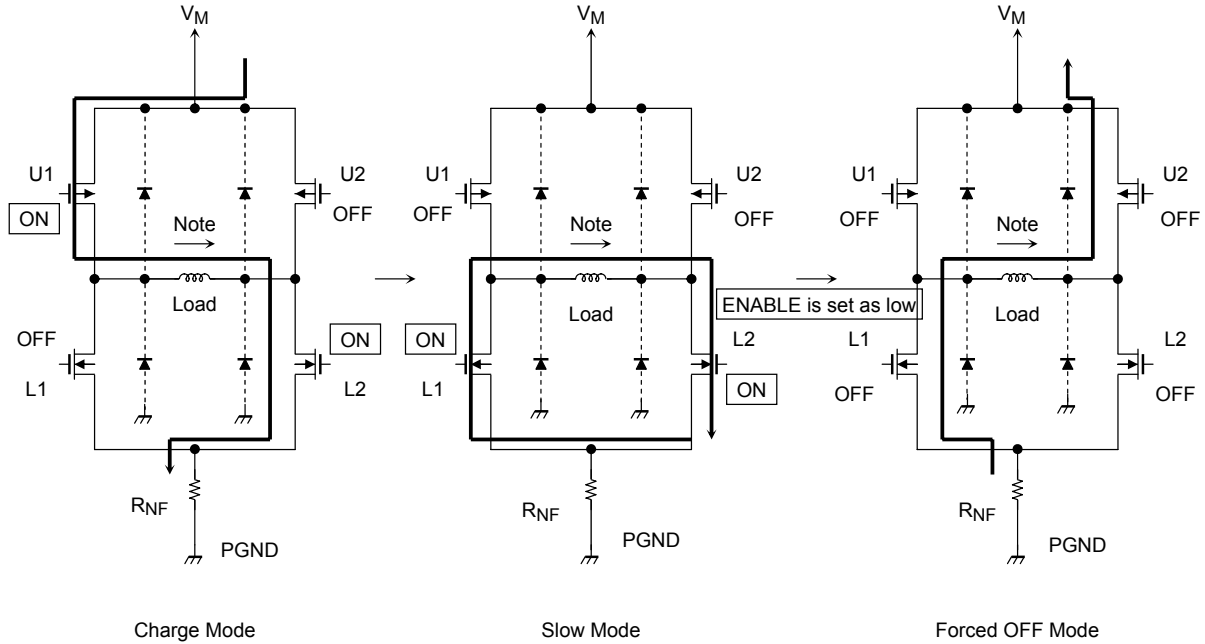 VM
U1
ON
U2
OFF
Note
Load
OFF
L1
ON
L2
RNF
PGND
Charge Mode
VM
U1
OFF
U2
OFF
Note
Load
ON
L1
L2
ON
RNF
PGND
Slow Mode
ENABLE is set as low
VM
U1
OFF
U2
OFF
Note
Load
L1
OFF
L2
OFF
RNF
PGND
Forced OFF Mode